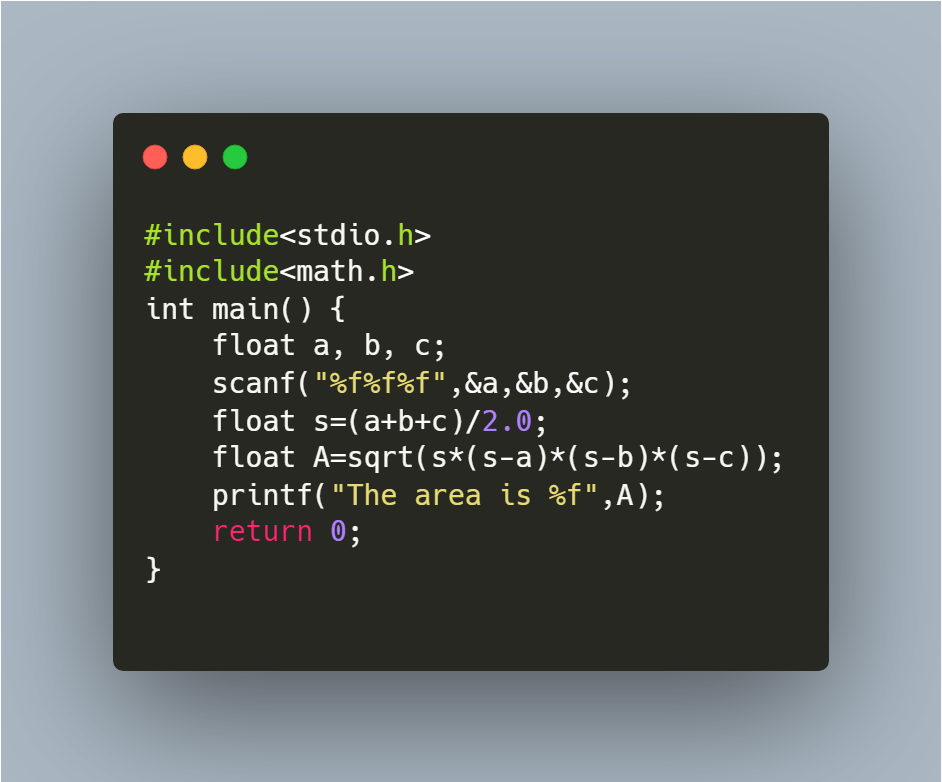 #include<stdio.h>
#include<math.h>
int main() {
    float a, b, c;
    scanf("%f%f%f",&a,&b,&c);
    float s=(a+b+c)/2.0;
    float A=sqrt(s*(s-a)*(s-b)*(s-c));
    printf("The area is %f",A);
    return 0;
}